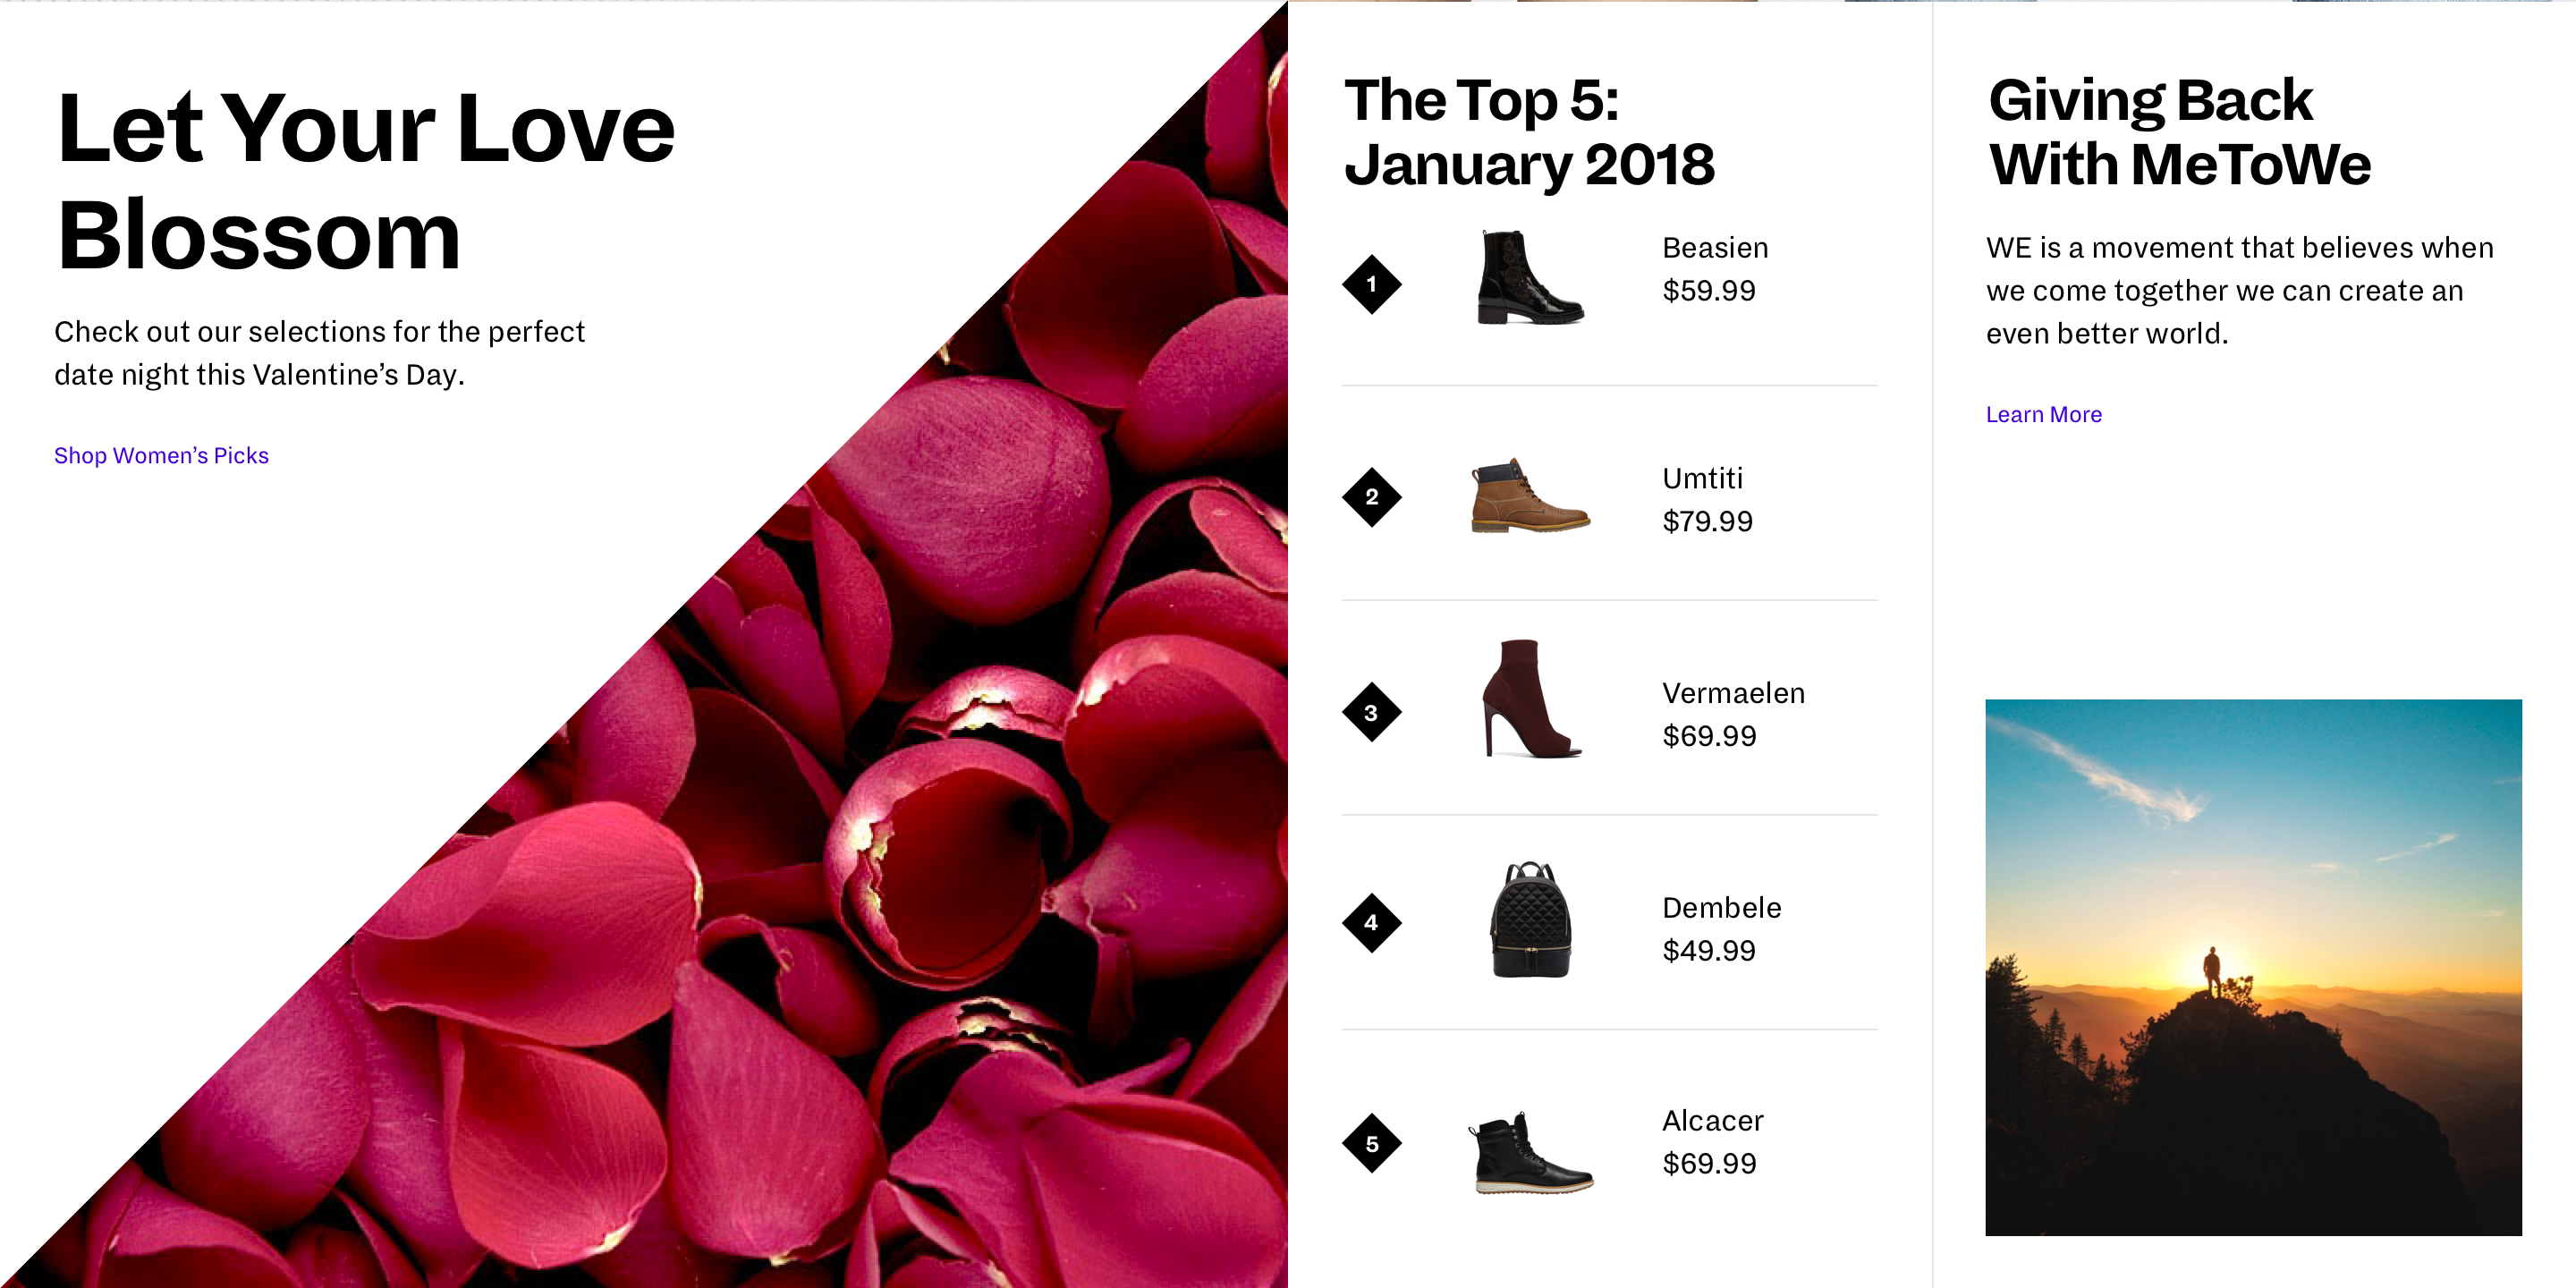 Let Your Love
Blossom
Check out our selections for the perfect
date night this Valentine’s Day.
Shop Women’s Picks
The Top 5:
January 2018
1
Beasien
$59.99
2
Umtiti
$79.99
3
Vermaelen
$69.99
4
Dembele
$49.99
5
Alcacer
$69.99
Giving Back
With MeToWe
WE is a movement that believes when
we come together we can create an
even better world.
Learn More